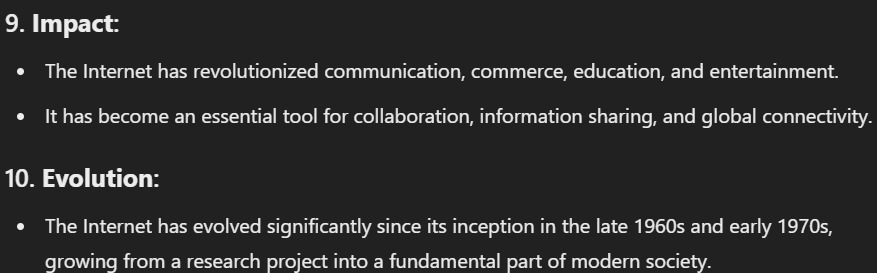 9. Impact:
• The Internet has revolutionized communication, commerce, education, and entertainment.
• It has become an essential tool for collaboration, information sharing, and global connectivity.
10. Evolution:
• The Internet has evolved significantly since its inception in the late 1960s and early 1970s,
growing from a research project into a fundamental part of modern society.